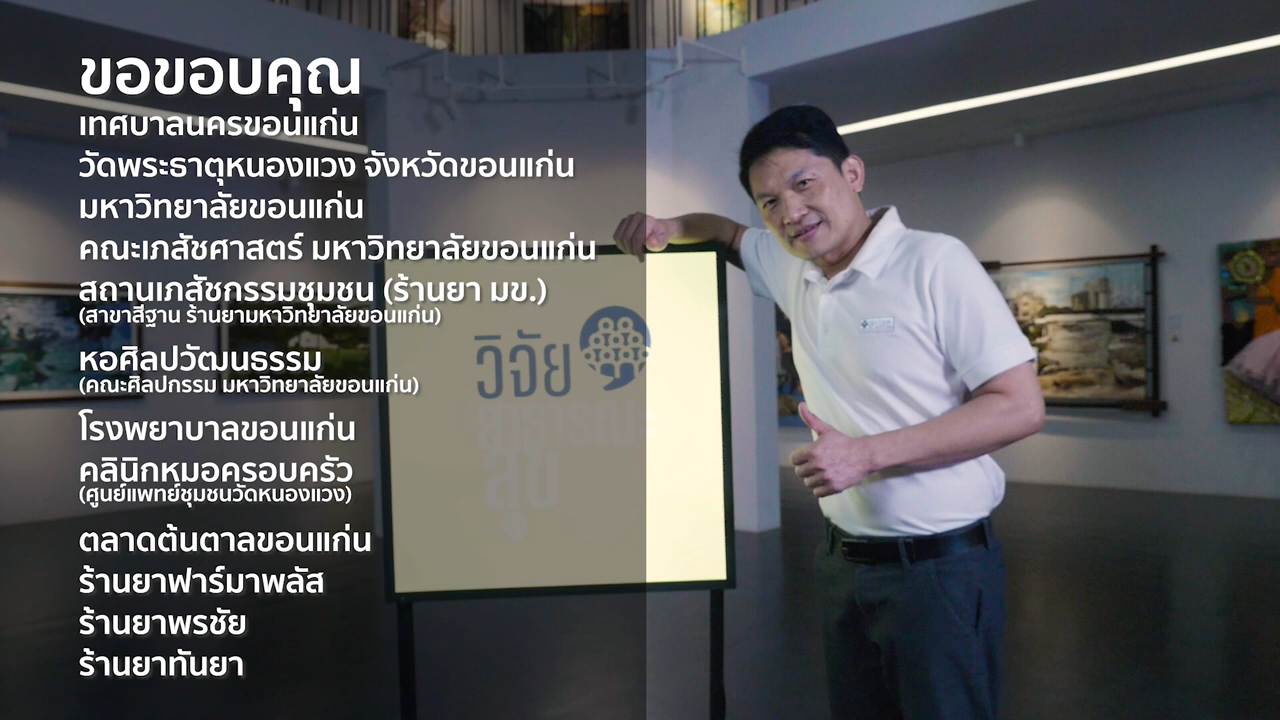 ขอขอบคุณ
เทศบาลนครขอนแก่น
วัดพระธาตุหนองแวง จังหวัดขอนแก่น
มหาวิทยาลัยขอนแก่น
คณะเภสัชศาสตร์ มหาวิทยาลัยขอนแก่น
สถานเภสัชกรรมชุมชน (ร้านยา มข.)
(สาขาสีฐาน ร้านยามหาวิทยาลัยขอนแก่น)
หอศิลปวัฒนธรรม
(คณะศิลปกรรม มหาวิทยาลัยขอนแก่น)
โรงพยาบาลขอนแก่น
คลินิกหมอครอบครัว
(ศูนย์แพทย์ชุมชนวัดหนองแวง)
ตลาดต้นตาลขอนแก่น
ร้านยาฟาร์มาพลัส
ร้านยาพรชัย
ร้านยาทันยา
วิจัย
สาธารณะ
สุข